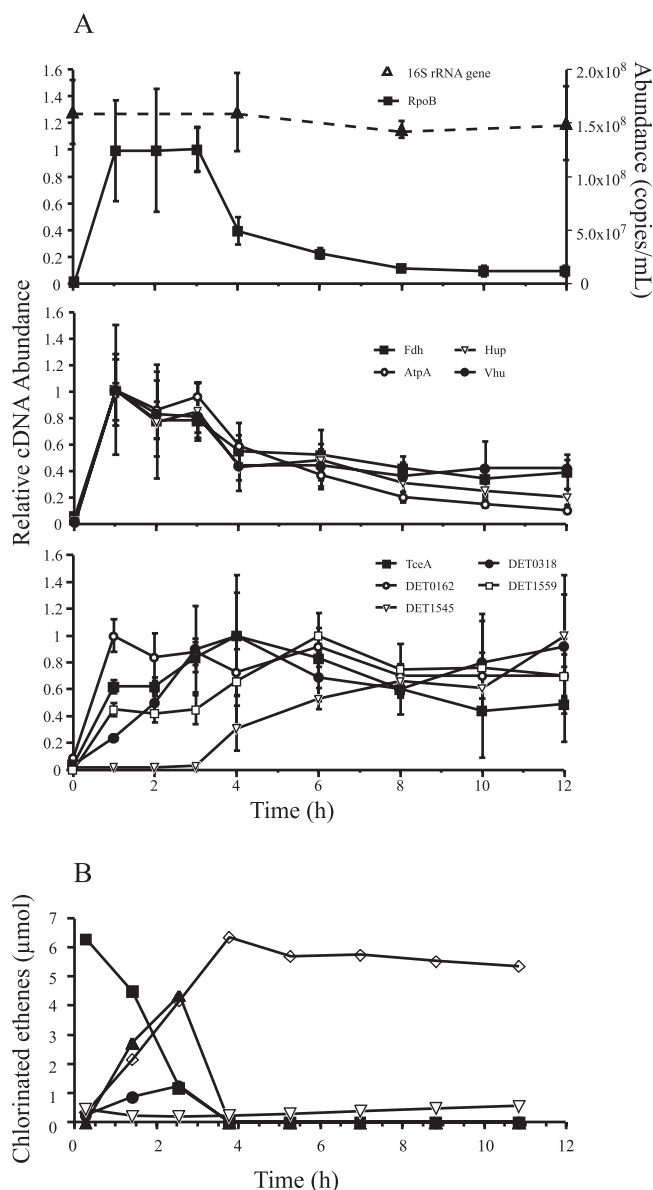 A
1.6
1.4
1.2
1
0.8
0.6
0.4
0.2
0
16S rRNA gene
RpoB
2.0x10⁸
1.5x10⁸
1.0x10⁸
5.0x10⁷
0
Abundance (copies/mL)
Relative cDNA Abundance
1.6
1.4
1.2
1
0.8
0.6
0.4
0.2
0
Fdh
Hup
AtpA
Vhu
1.6
1.4
1.2
1
0.8
0.6
0.4
0.2
0
TceA
DET0318
DET0162
DET1559
DET1545
0 2 4 6 8 10 12
Time (h)
B
Chlorinated ethenes (μmol)
7
6
5
4
3
2
1
0
0 2 4 6 8 10 12
Time (h)